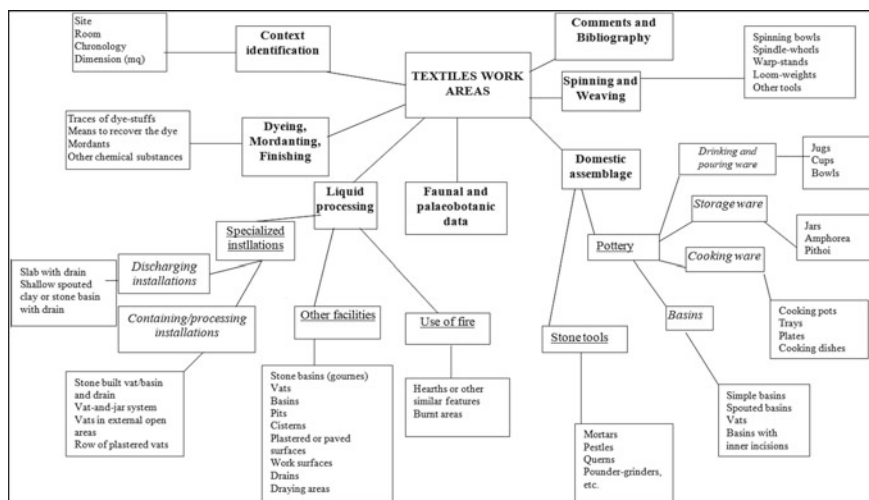 Site
Room
Chronology
Dimension (mq)
Context
identification
Comments and
Bibliography
TEXTILES WORK
AREAS
Spinning and
Weaving
Spinning bowls
Spindle-whorls
Warp-stands
Loom-weights
Other tools
Traces of dye-stuffs
Means to recover the dye
Mordants
Other chemical substances
Dyeing,
Mordanting,
Finishing
Domestic
assemblage
Drinking and
pouring ware
Jugs
Cups
Bowls
Liquid
processing
Faunal and
palaeobotanic
data
Storage ware
Jars
Amphorea
Pithoi
Specialized
instllations
Pottery
Cooking ware
Slab with drain
Shallow spouted
clay or stone basin
with drain
Discharging
installations
Containing/processing
installations
Other facilities
Use of fire
Stone tools
Basins
Cooking pots
Trays
Plates
Cooking dishes
Stone built vat/basin
and drain
Vat-and-jar system
Vats in external open
areas
Row of plastered vats
Stone basins (gournes)
Vats
Basins
Pits
Cisterns
Plastered or paved
surfaces
Work surfaces
Drains
Draying areas
Hearths or other
similar features
Burnt areas
Mortars
Pestles
Querns
Pounder-grinders,
etc.
Simple basins
Spouted basins
Vats
Basins with
inner incisions